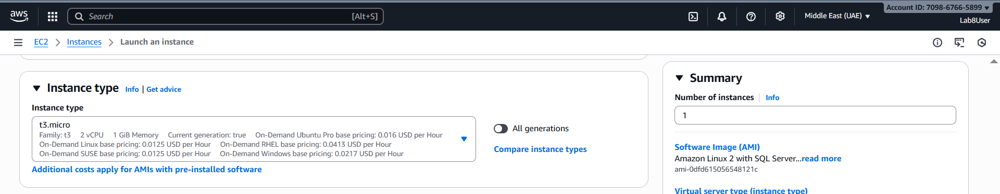 aws
Search [Alt+S]
Middle East (UAE)
Account ID: 7098-6766-5899
Lab8User
EC2 Instances Launch an instance
Instance type Info | Get advice
Instance type
t3.micro
Family: t3 2 vCPU 1 GiB Memory Current generation: true On-Demand Ubuntu Pro base pricing: 0.016 USD per Hour
On-Demand Linux base pricing: 0.0125 USD per Hour On-Demand RHEL base pricing: 0.0413 USD per Hour
On-Demand SUSE base pricing: 0.0125 USD per Hour On-Demand Windows base pricing: 0.0217 USD per Hour
Additional costs apply for AMIs with pre-installed software
All generations
Compare instance types
Summary
Number of instances Info
1
Software Image (AMI)
Amazon Linux 2 with SQL Server...read more
ami-0dfd615056548121c
Virtual server type (instance type)